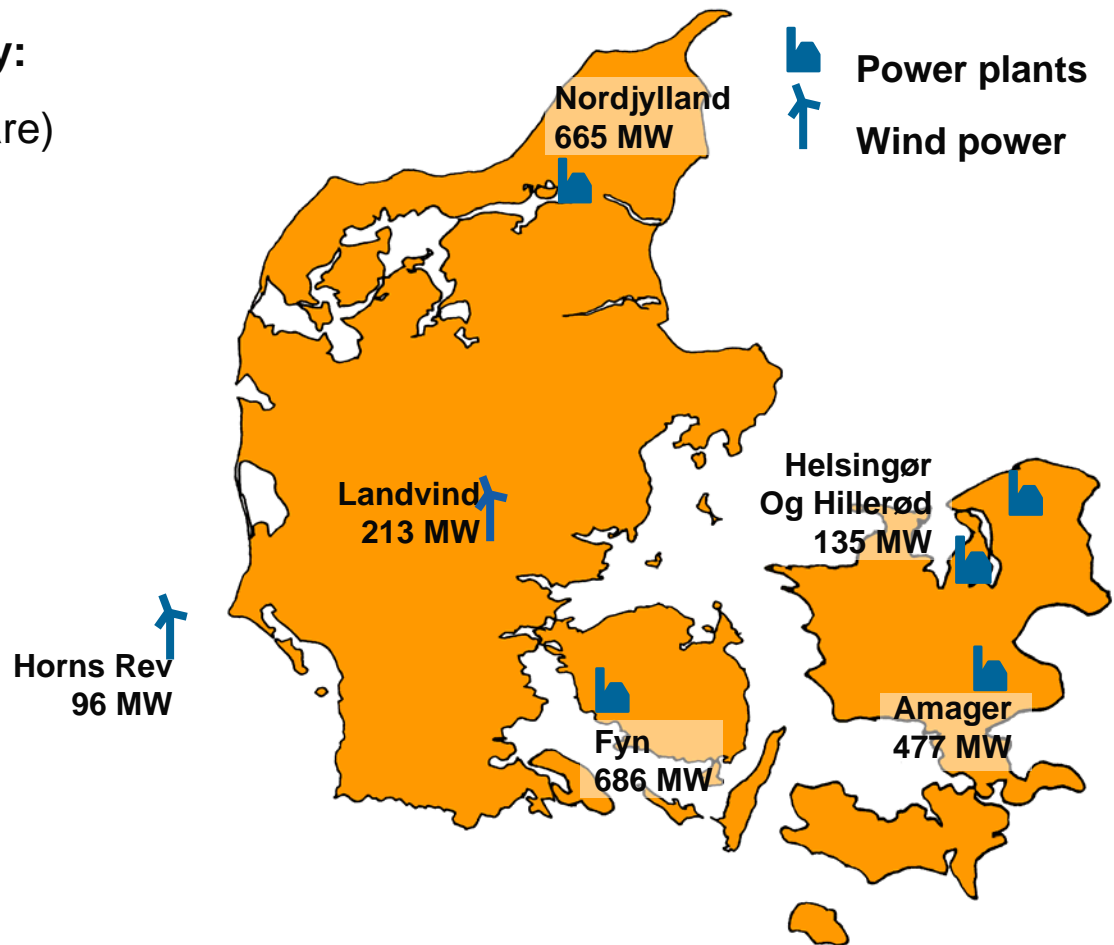 y:
re)
Power plants
Wind power
Nordjylland
665 MW
Landvind
213 MW
Helsingør
Og Hillerød
135 MW
Horns Rev
96 MW
Fyn
686 MW
Amager
477 MW